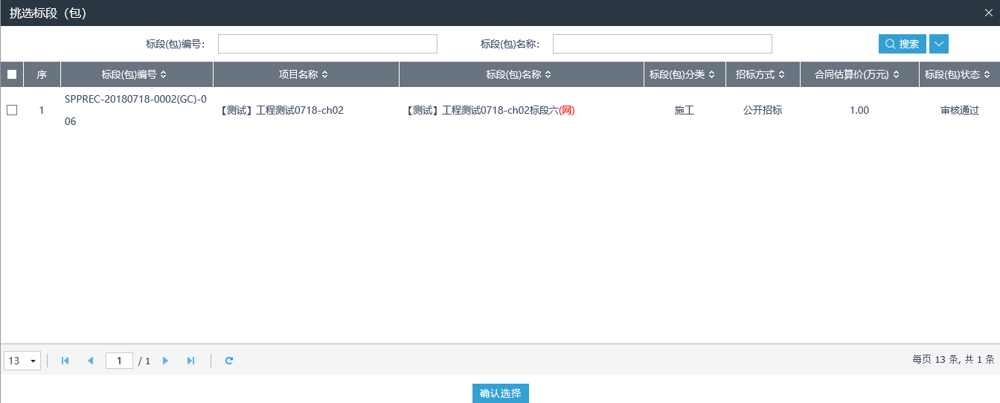 挑选标段（包）
标段(包)编号：
标段(包)名称：
搜索
序 标段(包)编号 项目名称 标段(包)名称 标段(包)分类 招标方式 合同估算价(万元) 标段(包)状态
1 SPPREC-20180718-0002(GC)-0 【测试】工程测试0718-ch02 【测试】工程测试0718-ch02标段六(网) 施工 公开招标 1.00 审核通过
06
13 1 / 1 每页 13 条, 共 1 条
确认选择